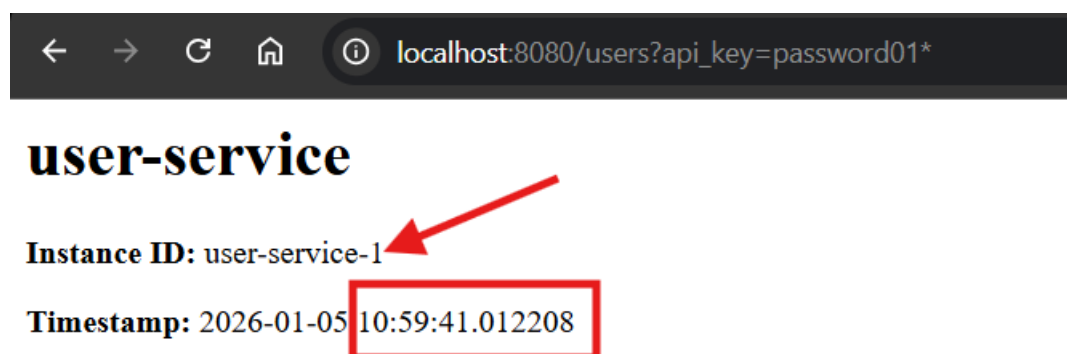 localhost:8080/users?api_key=password01*
user-service
Instance ID: user-service-1
Timestamp: 2026-01-05 10:59:41.012208